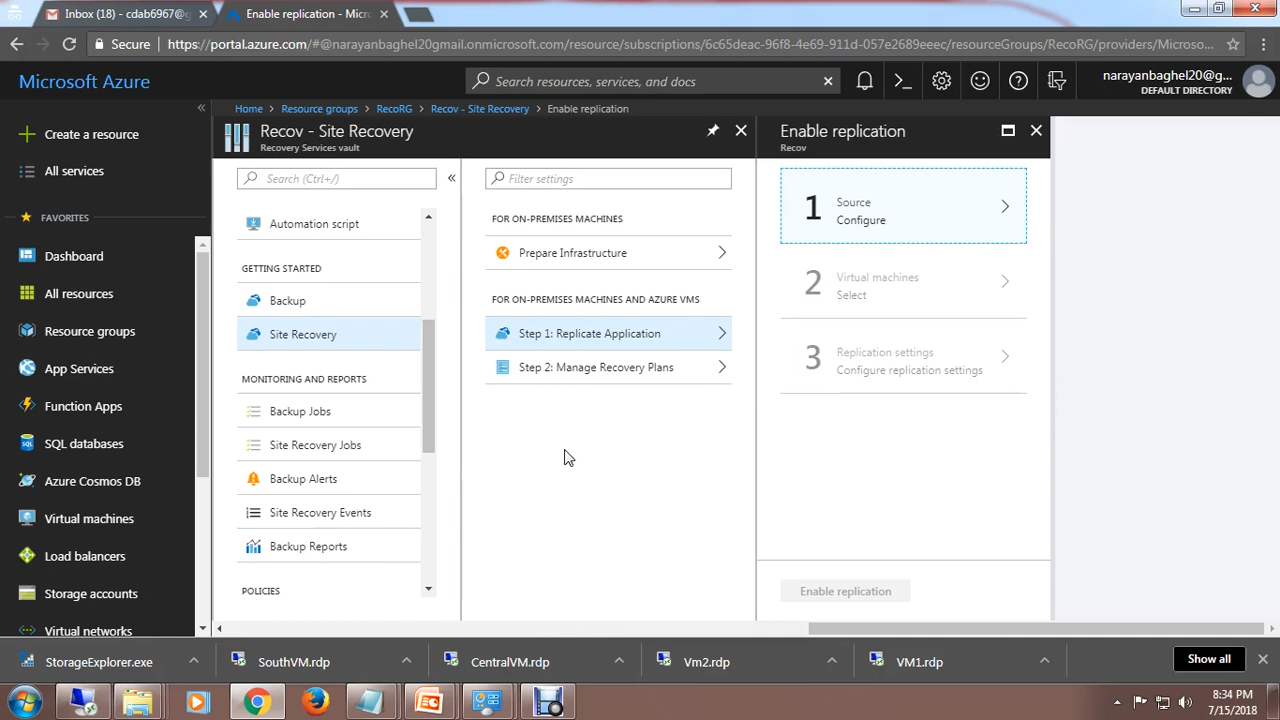 Inbox (18) - cdab6967@g
Enable replication - Micr
Secure
https://portal.azure.com/#@narayanbaghel20gmail.onmicrosoft.com/resource/subscriptions/6c65deac-96f8-4e69-911d-057e2689eeec/resourceGroups/RecoRG/providers/Microso...
Microsoft Azure
Search resources, services, and docs
narayanbaghel20@g...
DEFAULT DIRECTORY
Home
Resource groups
RecoRG
Recov - Site Recovery
Enable replication
Create a resource
All services
FAVORITES
Dashboard
All resources
Resource groups
App Services
Function Apps
SQL databases
Azure Cosmos DB
Virtual machines
Load balancers
Storage accounts
Virtual networks
Recov - Site Recovery
Recovery Services vault
Search (Ctrl+/)
Automation script
GETTING STARTED
Backup
Site Recovery
MONITORING AND REPORTS
Backup Jobs
Site Recovery Jobs
Backup Alerts
Site Recovery Events
Backup Reports
POLICIES
Filter settings
FOR ON-PREMISES MACHINES
Prepare Infrastructure
FOR ON-PREMISES MACHINES AND AZURE VMS
Step 1: Replicate Application
Step 2: Manage Recovery Plans
Enable replication
Recov
1 Source
Configure
2 Virtual machines
Select
3 Replication settings
Configure replication settings
Enable replication
StorageExplorer.exe
SouthVM.rdp
CentralVM.rdp
Vm2.rdp
VM1.rdp
Show all
8:34 PM
7/15/2018